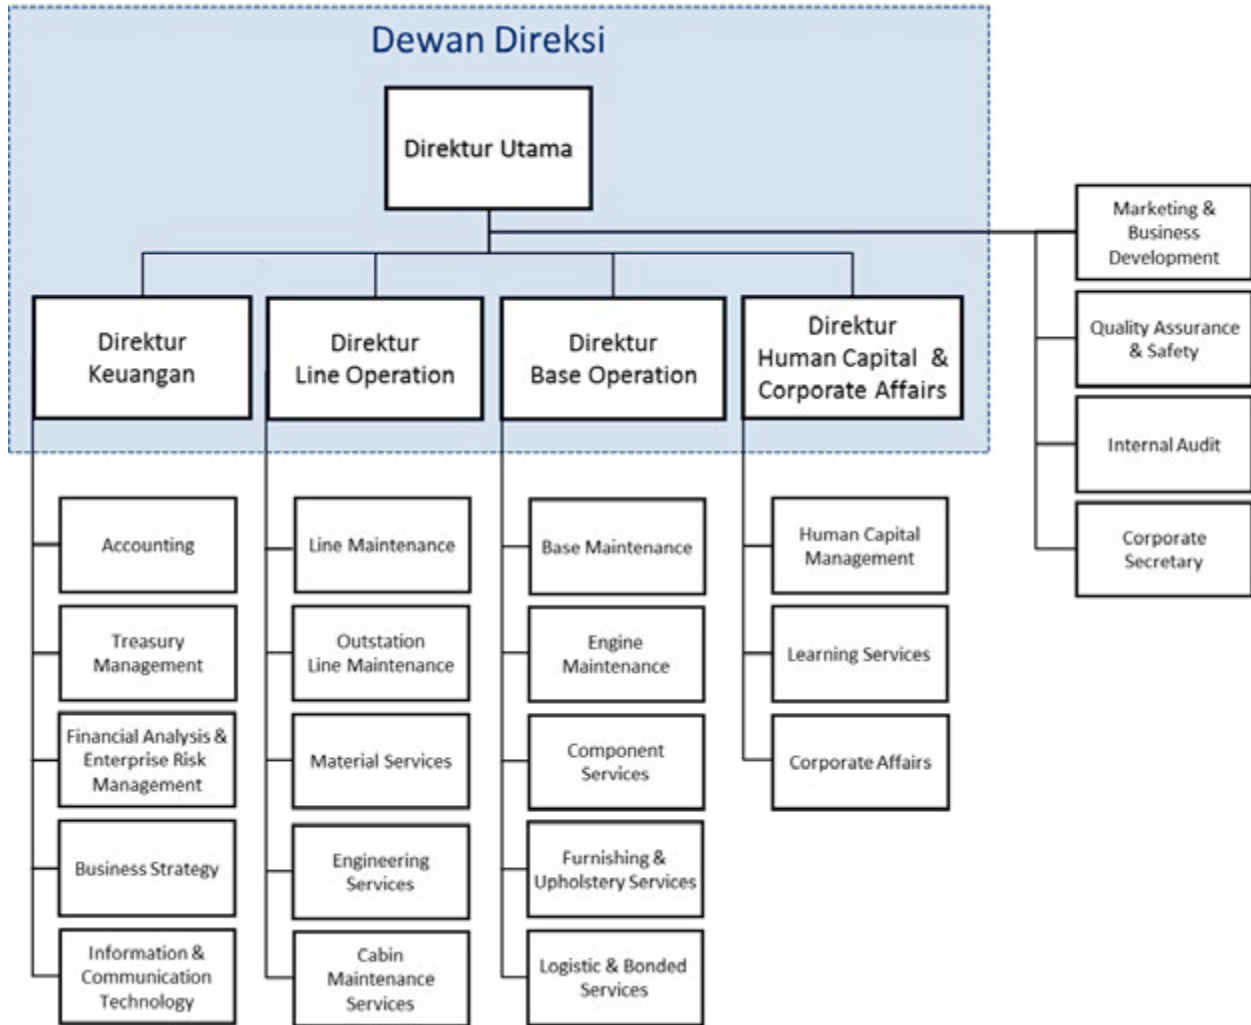 Dewan Direksi
Direktur Utama
Marketing &
Business
Development
Quality Assurance
& Safety
Internal Audit
Corporate
Secretary
Direktur
Keuangan
Direktur
Line Operation
Direktur
Base Operation
Direktur
Human Capital &
Corporate Affairs
Accounting
Treasury
Management
Financial Analysis &
Enterprise Risk
Management
Business Strategy
Information &
Communication
Technology
Line Maintenance
Outstation
Line Maintenance
Material Services
Engineering
Services
Cabin
Maintenance
Services
Base Maintenance
Engine
Maintenance
Component
Services
Furnishing &
Upholstery Services
Logistic & Bonded
Services
Human Capital
Management
Learning Services
Corporate Affairs